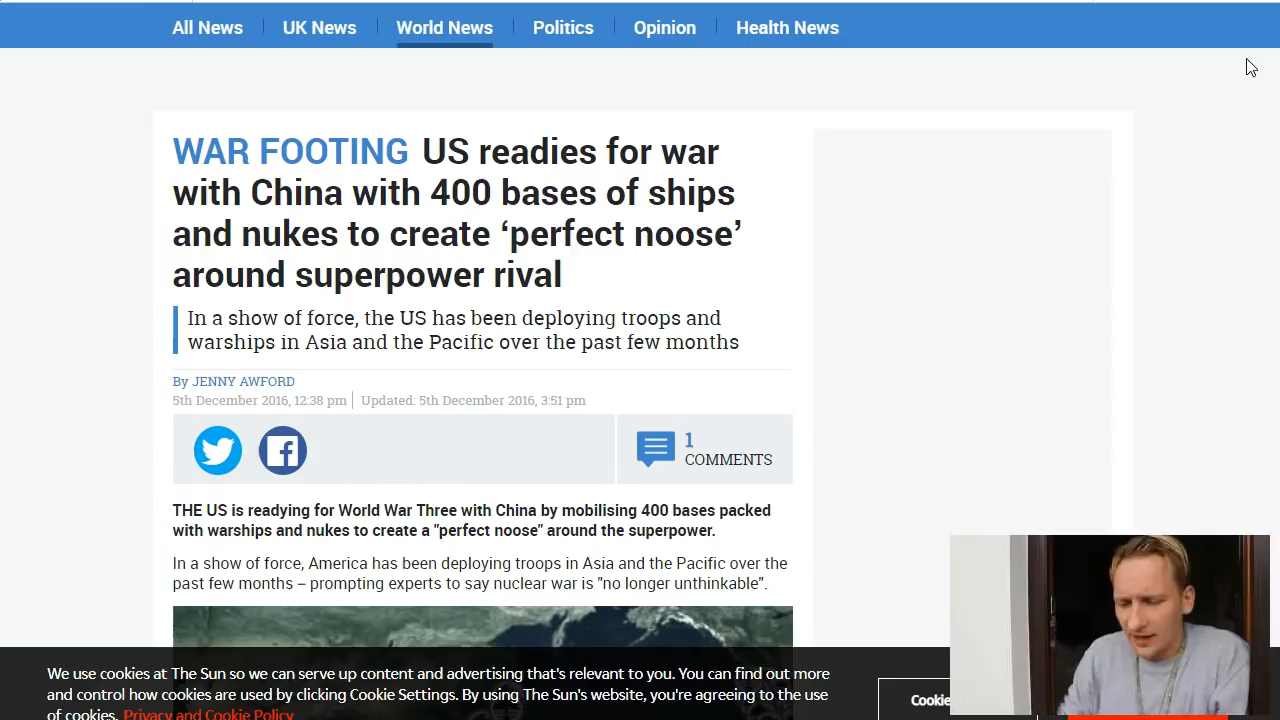 All News UK News World News Politics Opinion Health News
WAR FOOTING US readies for war
with China with 400 bases of ships
and nukes to create ‘perfect noose’
around superpower rival
In a show of force, the US has been deploying troops and
warships in Asia and the Pacific over the past few months
By JENNY AWFORD
5th December 2016, 12:38 pm Updated: 5th December 2016, 3:51 pm
1
COMMENTS
THE US is readying for World War Three with China by mobilising 400 bases packed
with warships and nukes to create a "perfect noose" around the superpower.
In a show of force, America has been deploying troops in Asia and the Pacific over the
past few months – prompting experts to say nuclear war is "no longer unthinkable".
We use cookies at The Sun so we can serve up content and advertising that's relevant to you. You can find out more
and control how cookies are used by clicking Cookie Settings. By using The Sun's website, you're agreeing to the use
of cookies. Privacy and Cookie Policy
Cookie